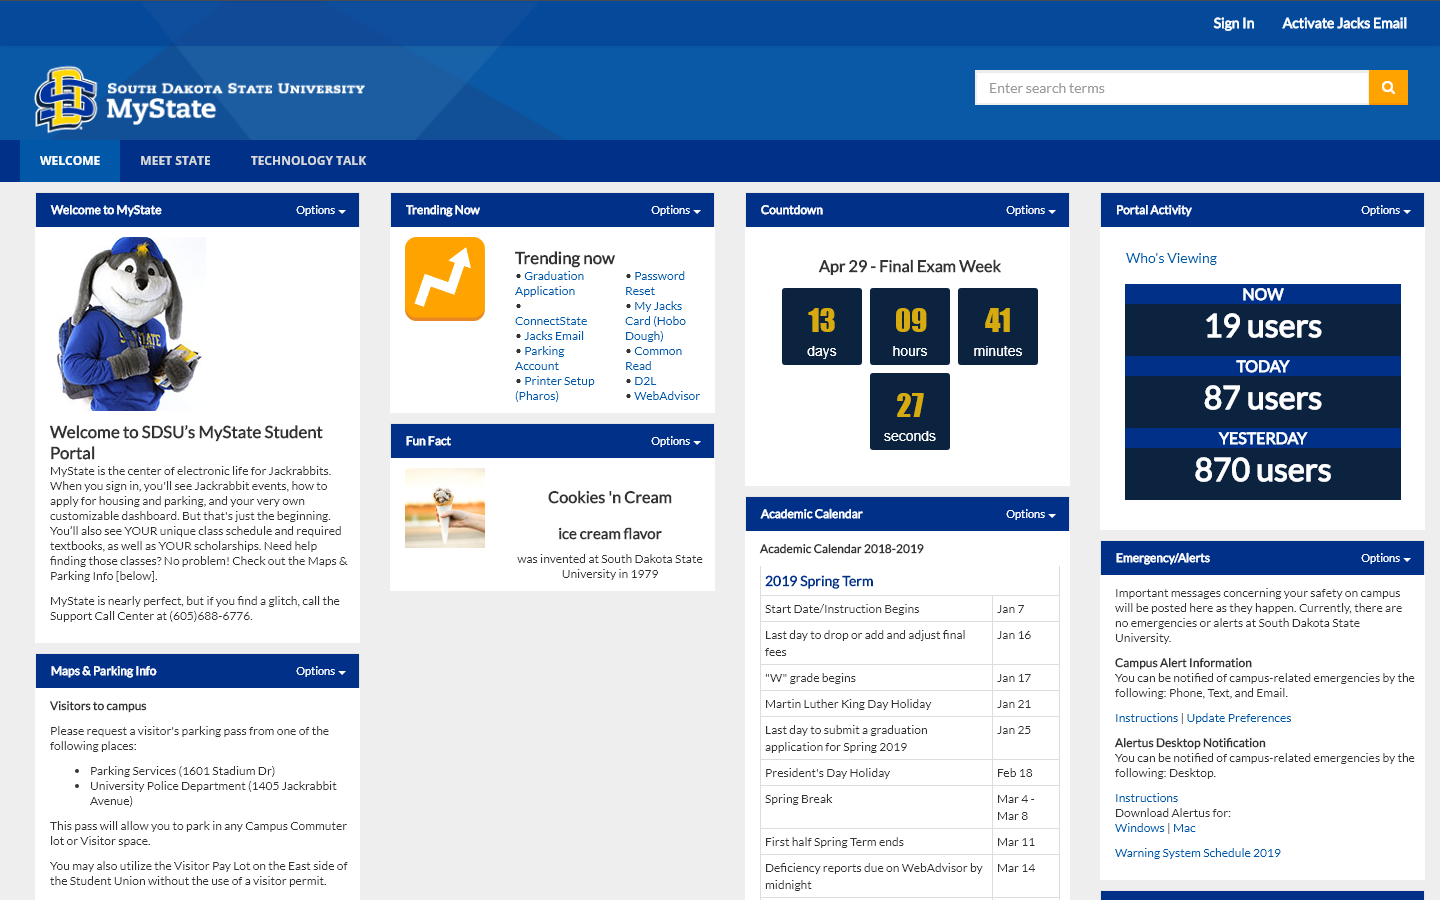 Sign In
Activate Jacks Email
SOUTH DAKOTA STATE UNIVERSITY
MyState
Enter search terms
WELCOME
MEET STATE
TECHNOLOGY TALK
Welcome to MyState
Options
Welcome to SDSU's MyState Student
Portal
MyState is the center of electronic life for Jackrabbits.
When you sign in, you'll see Jackrabbit events, how to
apply for housing and parking, and your very own
customizable dashboard. But that's just the beginning.
You'll also see YOUR unique class schedule and required
textbooks, as well as YOUR scholarships. Need help
finding those classes? No problem! Check out the Maps &
Parking Info [below].
MyState is nearly perfect, but if you find a glitch, call the
Support Call Center at (605)688-6776.
Maps & Parking Info
Options
Visitors to campus
Please request a visitor's parking pass from one of the
following places:
• Parking Services (1601 Stadium Dr)
• University Police Department (1405 Jackrabbit
Avenue)
This pass will allow you to park in any Campus Commuter
lot or Visitor space.
You may also utilize the Visitor Pay Lot on the East side of
the Student Union without the use of a visitor permit.
Trending Now
Options
Trending now
• Graduation
Application
•
ConnectState
• Jacks Email
• Parking
Account
• Printer Setup
(Pharos)
• Password
Reset
• My Jacks
Card (Hobo
Dough)
• Common
Read
• D2L
• WebAdvisor
Fun Fact
Options
Cookies 'n Cream
ice cream flavor
was invented at South Dakota State
University in 1979
Countdown
Options
Apr 29 - Final Exam Week
13
days
09
hours
41
minutes
27
seconds
Academic Calendar
Options
Academic Calendar 2018-2019
2019 Spring Term
Start Date/Instruction Begins Jan 7
Last day to drop or add and adjust final Jan 16
fees
"W" grade begins Jan 17
Martin Luther King Day Holiday Jan 21
Last day to submit a graduation Jan 25
application for Spring 2019
President's Day Holiday Feb 18
Spring Break Mar 4 -
Mar 8
First half Spring Term ends Mar 11
Deficiency reports due on WebAdvisor by Mar 14
midnight
Portal Activity
Options
Who's Viewing
NOW
19 users
TODAY
87 users
YESTERDAY
870 users
Emergency/Alerts
Options
Important messages concerning your safety on campus
will be posted here as they happen. Currently, there are
no emergencies or alerts at South Dakota State
University.
Campus Alert Information
You can be notified of campus-related emergencies by the
following: Phone, Text, and Email.
Instructions | Update Preferences
Alertus Desktop Notification
You can be notified of campus-related emergencies by the
following: Desktop.
Instructions
Download Alertus for:
Windows | Mac
Warning System Schedule 2019